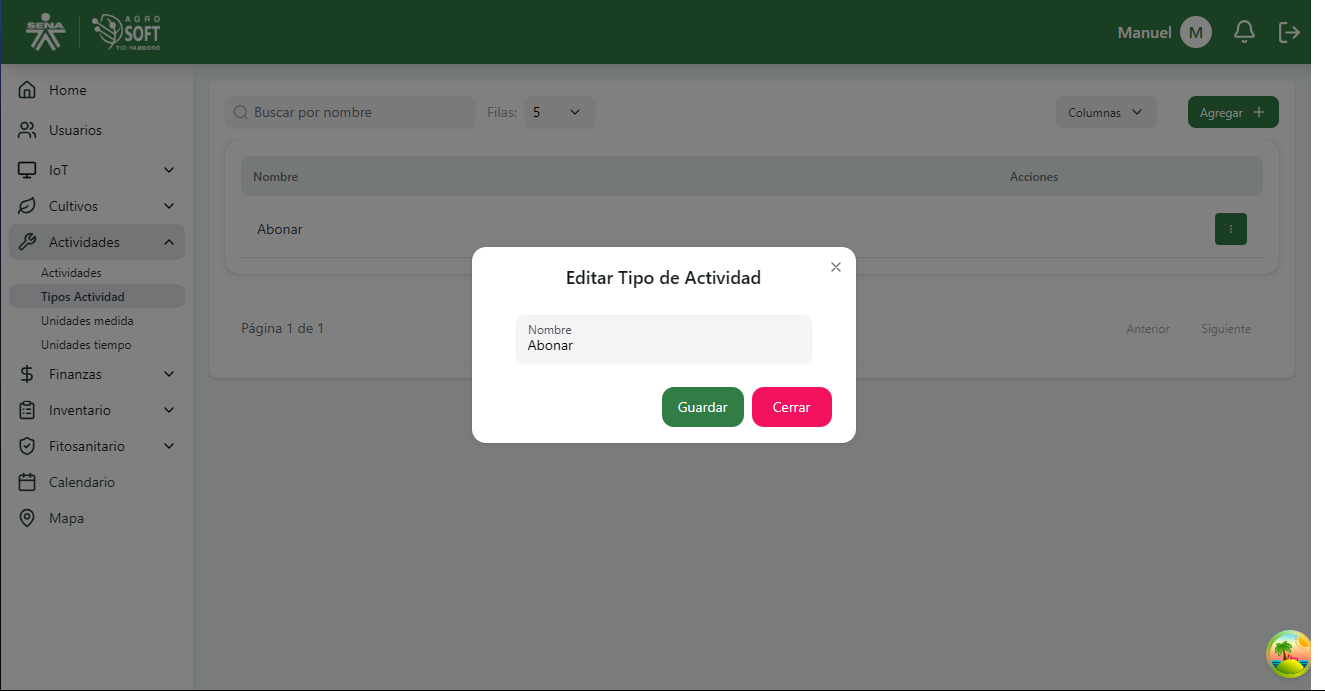 SENA
AGRO
SOFT
TIC-YAMBORO
Manuel
M
Home
Usuarios
IoT
Cultivos
Actividades
Actividades
Tipos Actividad
Unidades medida
Unidades tiempo
Finanzas
Inventario
Fitosanitario
Calendario
Mapa
Buscar por nombre
Filas:
5
Columnas
Agregar
Nombre
Acciones
Abonar
Página 1 de 1
Anterior
Siguiente
Editar Tipo de Actividad
Nombre
Abonar
Guardar
Cerrar